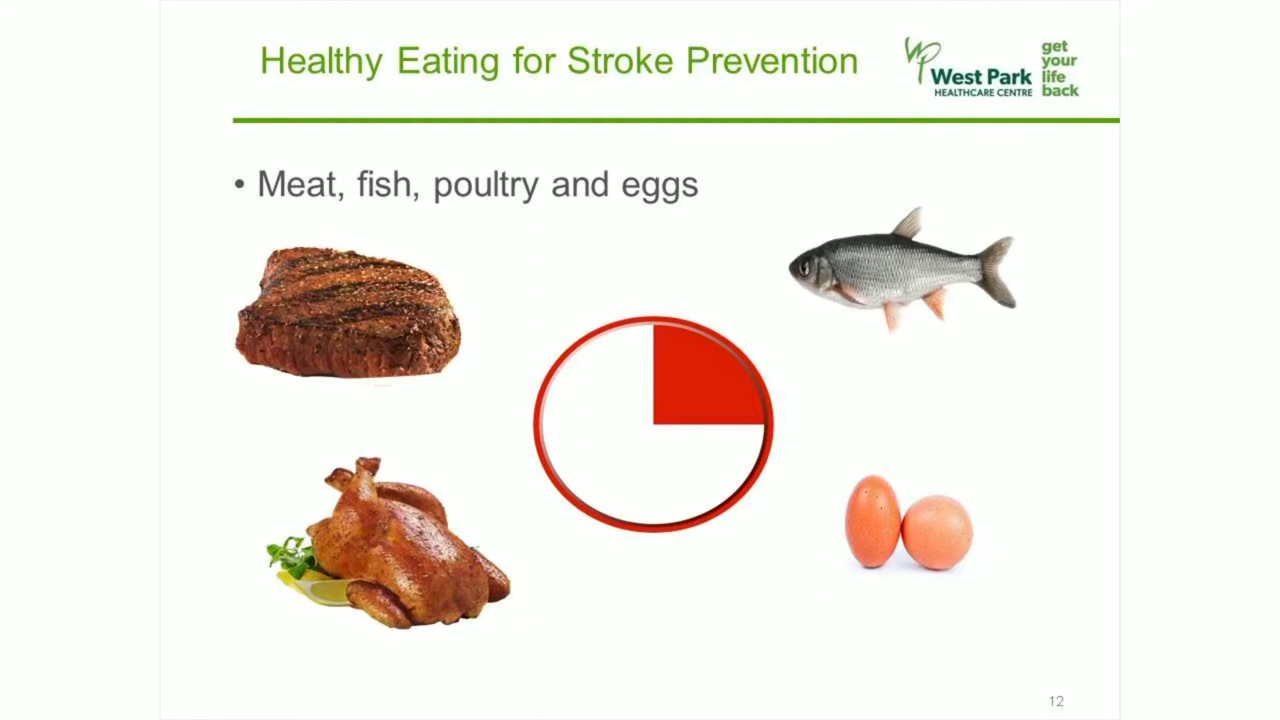 Healthy Eating for Stroke Prevention
West Park
HEALTHCARE CENTRE
get
your
life
back
• Meat, fish, poultry and eggs
12